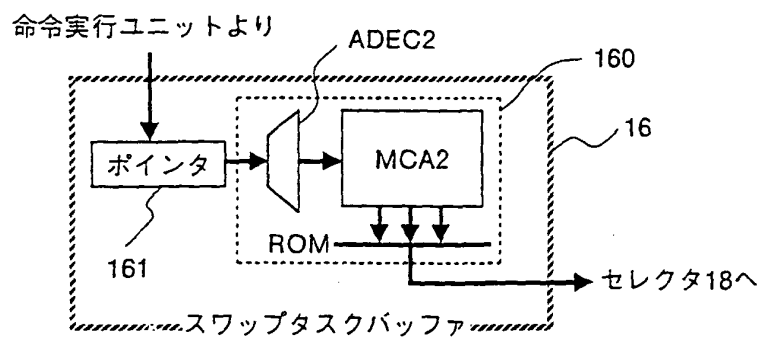 命令実行ユニットより
ADEC2
160
16
ポインタ
MCA2
ROM
161
セレクタ18へ
スワップタスクバッファ